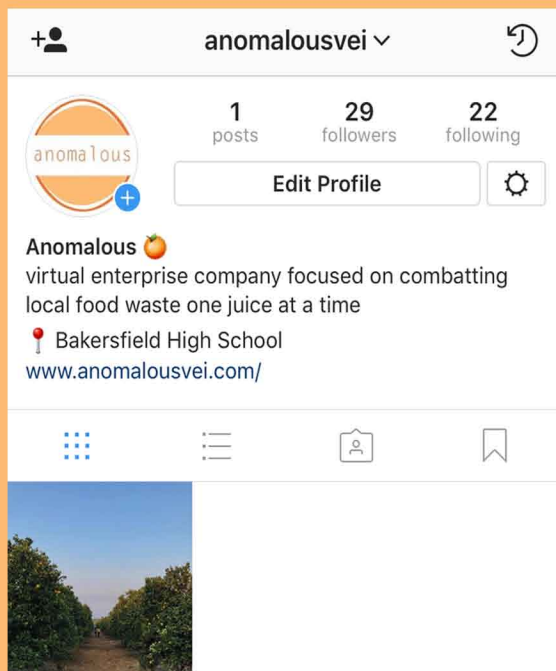 anomalousvei
1 29 22
posts followers following
anomalous
Edit Profile
Anomalous
virtual enterprise company focused on combatting
local food waste one juice at a time
Bakersfield High School
www.anomalousvei.com/